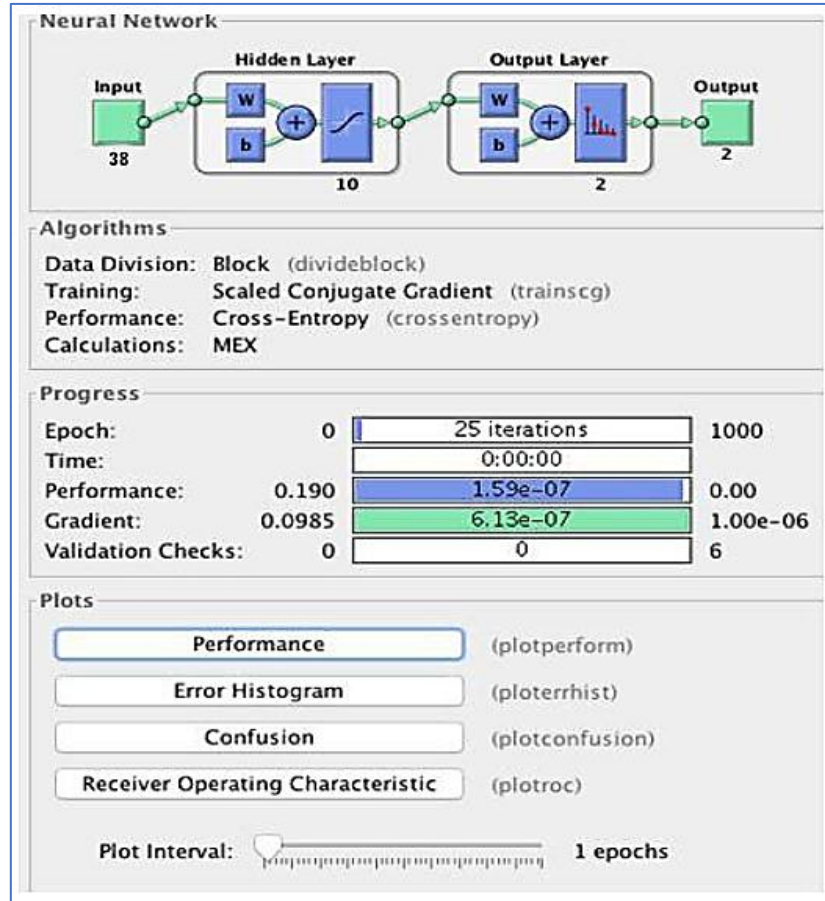 Neural Network
Hidden Layer Output Layer
Input Output
W W
b b
38 10 2 2
Algorithms
Data Division: Block (divideblock)
Training: Scaled Conjugate Gradient (trainscg)
Performance: Cross-Entropy (crossentropy)
Calculations: MEX
Progress
Epoch: 0 25 iterations 1000
Time: 0:00:00
Performance: 0.190 1.59e-07 0.00
Gradient: 0.0985 6.13e-07 1.00e-06
Validation Checks: 0 0 6
Plots
Performance (plotperform)
Error Histogram (ploterrhist)
Confusion (plotconfusion)
Receiver Operating Characteristic (plotroc)
Plot Interval: 1 epochs